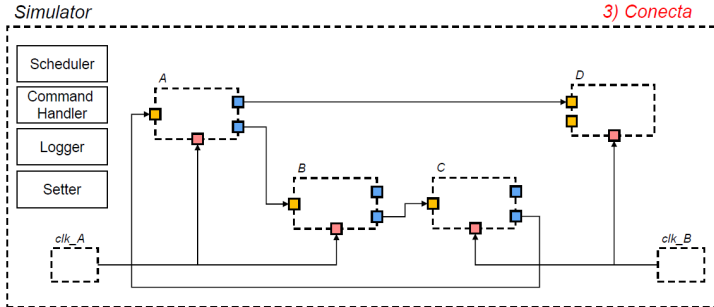 Simulator
3) Conecta
Scheduler
Command
Handler
Logger
Setter
A
D
B
C
clk_A
clk_B